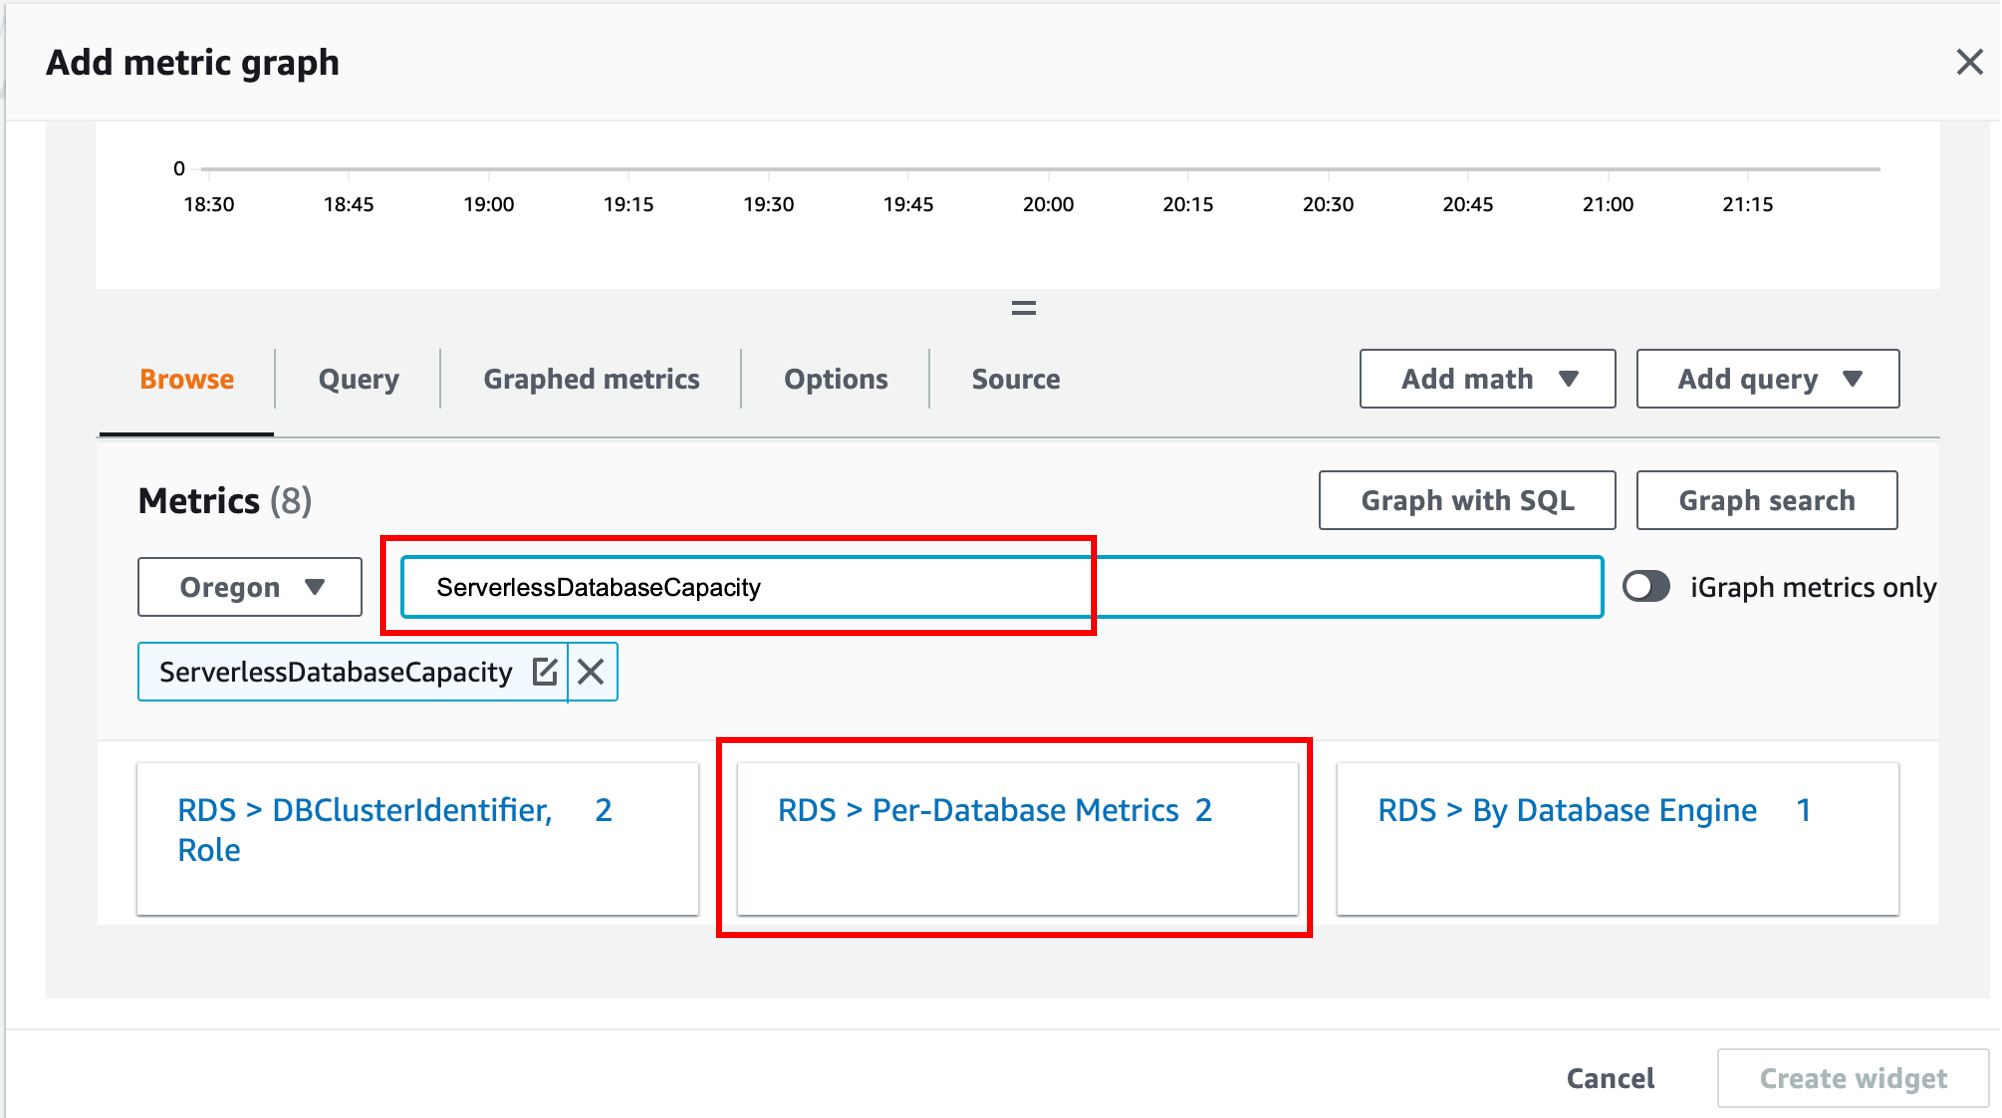 Add metric graph
0
18:30 18:45 19:00 19:15 19:30 19:45 20:00 20:15 20:30 20:45 21:00 21:15
Browse Query Graphed metrics Options Source Add math Add query
Metrics (8) Graph with SQL Graph search
Oregon ServerlessDatabaseCapacity iGraph metrics only
ServerlessDatabaseCapacity
RDS > DBClusterIdentifier, 2
Role
RDS > Per-Database Metrics 2
RDS > By Database Engine 1
Cancel Create widget